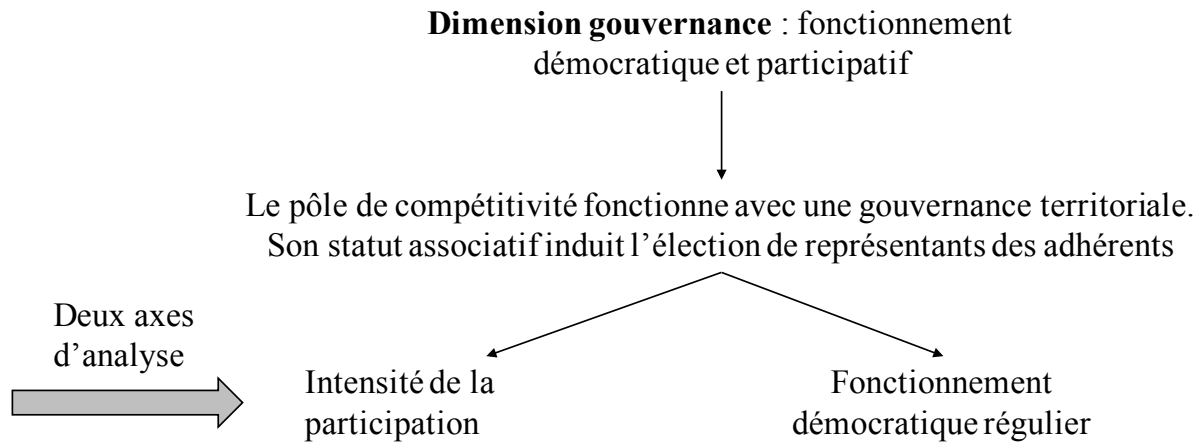 Dimension gouvernance : fonctionnement
démocratique et participatif
Le pôle de compétitivité fonctionne avec une gouvernance territoriale.
Son statut associatif induit l’élection de représentants des adhérents
Deux axes
d’analyse
Intensité de la
participation
Fonctionnement
démocratique régulier